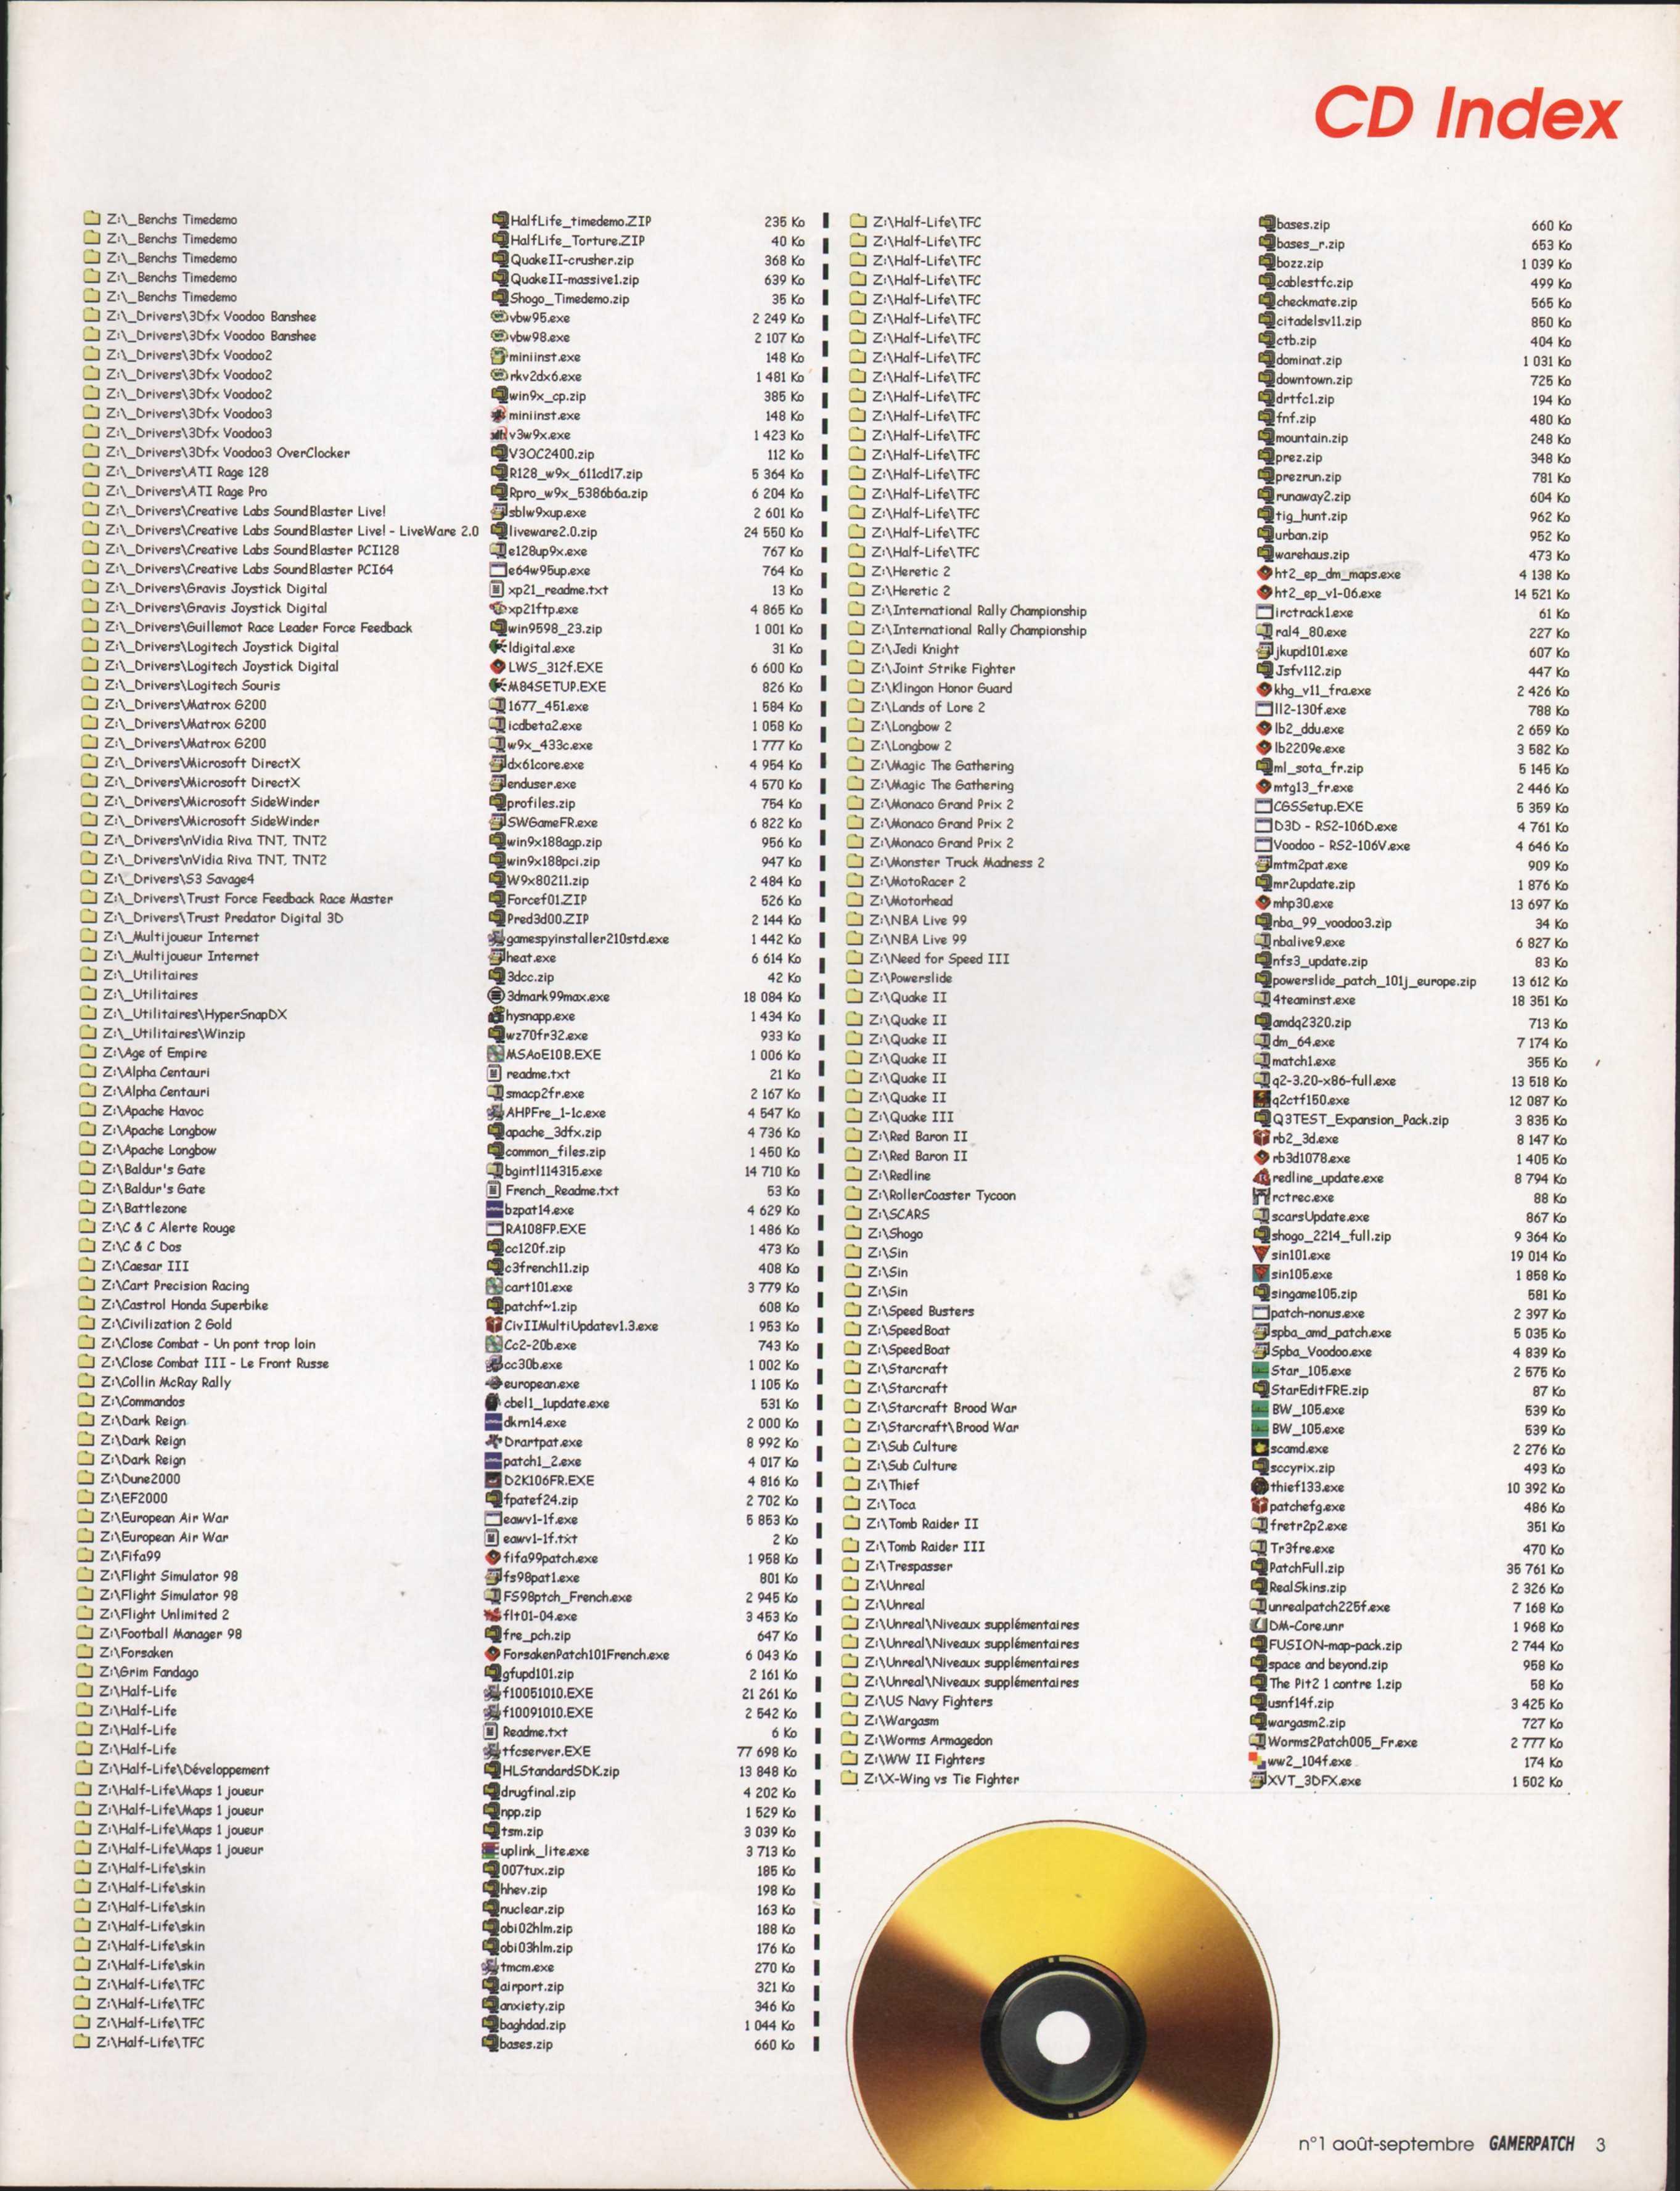 CD Index
Z:\_Benchs Timedemo HalfLife_timedemo.ZIP 235 Ko
Z:\_Benchs Timedemo HalfLife_Torture.ZIP 40 Ko
Z:\_Benchs Timedemo QuakeII-crusher.zip 368 Ko
Z:\_Benchs Timedemo QuakeII-massive1.zip 639 Ko
Z:\_Benchs Timedemo Shogo_Timedemo.zip 35 Ko
Z:\_Drivers\3Dfx Voodoo Banshee vbw95.exe 2 249 Ko
Z:\_Drivers\3Dfx Voodoo Banshee vbw98.exe 2 107 Ko
Z:\_Drivers\3Dfx Voodoo2 miniinst.exe 148 Ko
Z:\_Drivers\3Dfx Voodoo2 rkv2dx6.exe 1 481 Ko
Z:\_Drivers\3Dfx Voodoo2 win9x_cp.zip 385 Ko
Z:\_Drivers\3Dfx Voodoo3 miniinst.exe 148 Ko
Z:\_Drivers\3Dfx Voodoo3 v3w9x.exe 1 423 Ko
Z:\_Drivers\3Dfx Voodoo3 OverClocker V3OC2400.zip 112 Ko
Z:\_Drivers\ATI Rage 128 R128_w9x_611cd17.zip 5 364 Ko
Z:\_Drivers\ATI Rage Pro Rpro_w9x_5386b6a.zip 6 204 Ko
Z:\_Drivers\Creative Labs SoundBlaster Live! sblw9xup.exe 2 601 Ko
Z:\_Drivers\Creative Labs SoundBlaster Live! - LiveWare 2.0 liveware2.0.zip 24 550 Ko
Z:\_Drivers\Creative Labs SoundBlaster PCI128 e128up9x.exe 767 Ko
Z:\_Drivers\Creative Labs SoundBlaster PCI64 e64w95up.exe 764 Ko
Z:\_Drivers\Gravis Joystick Digital xp21_readme.txt 13 Ko
Z:\_Drivers\Gravis Joystick Digital xp21ftp.exe 4 865 Ko
Z:\_Drivers\Guillemot Race Leader Force Feedback win9598_23.zip 1 001 Ko
Z:\_Drivers\Logitech Joystick Digital ldigital.exe 31 Ko
Z:\_Drivers\Logitech Joystick Digital LWS_312f.EXE 6 600 Ko
Z:\_Drivers\Logitech Souris M84SETUP.EXE 826 Ko
Z:\_Drivers\Matrox G200 1677_451.exe 1 584 Ko
Z:\_Drivers\Matrox G200 icdbeta2.exe 1 058 Ko
Z:\_Drivers\Matrox G200 w9x_433c.exe 1 777 Ko
Z:\_Drivers\Microsoft DirectX dx61core.exe 4 954 Ko
Z:\_Drivers\Microsoft DirectX enduser.exe 4 570 Ko
Z:\_Drivers\Microsoft SideWinder profiles.zip 754 Ko
Z:\_Drivers\Microsoft SideWinder SWGameFR.exe 6 822 Ko
Z:\_Drivers\nVidia Riva TNT, TNT2 win9x188agp.zip 956 Ko
Z:\_Drivers\nVidia Riva TNT, TNT2 win9x188pci.zip 947 Ko
Z:\_Drivers\S3 Savage4 W9x80211.zip 2 484 Ko
Z:\_Drivers\Trust Force Feedback Race Master Forcef01.ZIP 526 Ko
Z:\_Drivers\Trust Predator Digital 3D Pred3d00.ZIP 2 144 Ko
Z:\_Multijoueur Internet gamespyinstaller210std.exe 1 442 Ko
Z:\_Multijoueur Internet heat.exe 6 614 Ko
Z:\_Utilitaires 3dcc.zip 42 Ko
Z:\_Utilitaires 3dmark99max.exe 18 084 Ko
Z:\_Utilitaires\HyperSnapDX hysnapp.exe 1 434 Ko
Z:\_Utilitaires\Winzip wz70fr32.exe 933 Ko
Z:\Age of Empire MSAoE10B.EXE 1 006 Ko
Z:\Alpha Centauri readme.txt 21 Ko
Z:\Alpha Centauri smacp2fr.exe 2 167 Ko
Z:\Apache Havoc AHPFre_1-1c.exe 4 547 Ko
Z:\Apache Longbow apache_3dfx.zip 4 736 Ko
Z:\Apache Longbow common_files.zip 1 450 Ko
Z:\Baldur's Gate bgintl114315.exe 14 710 Ko
Z:\Baldur's Gate French_Readme.txt 53 Ko
Z:\Battlezone bzpat14.exe 4 629 Ko
Z:\C & C Alerte Rouge RA108FP.EXE 1 486 Ko
Z:\C & C Dos cc120f.zip 473 Ko
Z:\Caesar III c3french11.zip 408 Ko
Z:\Cart Precision Racing cart101.exe 3 779 Ko
Z:\Castrol Honda Superbike patchf~1.zip 608 Ko
Z:\Civilization 2 Gold CivIIMultiUpdatev1.3.exe 1 953 Ko
Z:\Close Combat - Un pont trop loin Cc2-20b.exe 743 Ko
Z:\Close Combat III - Le Front Russe cc30b.exe 1 002 Ko
Z:\Collin McRay Rally european.exe 1 105 Ko
Z:\Commandos cbel1_1update.exe 531 Ko
Z:\Dark Reign dkrn14.exe 2 000 Ko
Z:\Dark Reign Drartpat.exe 8 992 Ko
Z:\Dark Reign patch1_2.exe 4 017 Ko
Z:\Dune2000 D2K106FR.EXE 4 816 Ko
Z:\EF2000 fpatef24.zip 2 702 Ko
Z:\European Air War eawv1-1f.exe 5 853 Ko
Z:\European Air War eawv1-1f.txt 2 Ko
Z:\Fifa99 fifa99patch.exe 1 958 Ko
Z:\Flight Simulator 98 fs98pat1.exe 801 Ko
Z:\Flight Simulator 98 FS98ptch_French.exe 2 945 Ko
Z:\Flight Unlimited 2 flt01-04.exe 3 453 Ko
Z:\Football Manager 98 fre_pch.zip 647 Ko
Z:\Forsaken ForsakenPatch101French.exe 6 043 Ko
Z:\Grim Fandago gfupd101.zip 2 161 Ko
Z:\Half-Life f10051010.EXE 21 261 Ko
Z:\Half-Life f10091010.EXE 2 542 Ko
Z:\Half-Life Readme.txt 6 Ko
Z:\Half-Life tfcserver.EXE 77 698 Ko
Z:\Half-Life\Développement HLStandardSDK.zip 13 848 Ko
Z:\Half-Life\Maps 1 joueur drugfinal.zip 4 202 Ko
Z:\Half-Life\Maps 1 joueur npp.zip 1 529 Ko
Z:\Half-Life\Maps 1 joueur tsm.zip 3 039 Ko
Z:\Half-Life\Maps 1 joueur uplink_lite.exe 3 713 Ko
Z:\Half-Life\skin 007tux.zip 185 Ko
Z:\Half-Life\skin hhev.zip 198 Ko
Z:\Half-Life\skin nuclear.zip 163 Ko
Z:\Half-Life\skin obi02hlm.zip 188 Ko
Z:\Half-Life\skin obi03hlm.zip 176 Ko
Z:\Half-Life\skin tmcm.exe 270 Ko
Z:\Half-Life\TFC airport.zip 321 Ko
Z:\Half-Life\TFC anxiety.zip 346 Ko
Z:\Half-Life\TFC baghdad.zip 1 044 Ko
Z:\Half-Life\TFC bases.zip 660 Ko
Z:\Half-Life\TFC bases.zip 660 Ko
Z:\Half-Life\TFC bases_r.zip 653 Ko
Z:\Half-Life\TFC bozz.zip 1 039 Ko
Z:\Half-Life\TFC cablestfc.zip 499 Ko
Z:\Half-Life\TFC checkmate.zip 565 Ko
Z:\Half-Life\TFC citadelsv11.zip 850 Ko
Z:\Half-Life\TFC ctb.zip 404 Ko
Z:\Half-Life\TFC dominat.zip 1 031 Ko
Z:\Half-Life\TFC downtown.zip 725 Ko
Z:\Half-Life\TFC drtfc1.zip 194 Ko
Z:\Half-Life\TFC fnf.zip 480 Ko
Z:\Half-Life\TFC mountain.zip 248 Ko
Z:\Half-Life\TFC prez.zip 348 Ko
Z:\Half-Life\TFC prezrun.zip 781 Ko
Z:\Half-Life\TFC runaway2.zip 604 Ko
Z:\Half-Life\TFC tig_hunt.zip 962 Ko
Z:\Half-Life\TFC urban.zip 952 Ko
Z:\Half-Life\TFC warehaus.zip 473 Ko
Z:\Heretic 2 ht2_ep_dm_maps.exe 4 138 Ko
Z:\Heretic 2 ht2_ep_v1-06.exe 14 521 Ko
Z:\International Rally Championship irctrack1.exe 61 Ko
Z:\International Rally Championship ral4_80.exe 227 Ko
Z:\Jedi Knight jkupd101.exe 607 Ko
Z:\Joint Strike Fighter Jsfv112.zip 447 Ko
Z:\Klingon Honor Guard khg_v11_fra.exe 2 426 Ko
Z:\Lands of Lore 2 ll2-130f.exe 788 Ko
Z:\Longbow 2 lb2_ddu.exe 2 659 Ko
Z:\Longbow 2 lb2209e.exe 3 582 Ko
Z:\Magic The Gathering ml_sota_fr.zip 5 145 Ko
Z:\Magic The Gathering mtg13_fr.exe 2 446 Ko
Z:\Monaco Grand Prix 2 CGSSetup.EXE 5 359 Ko
Z:\Monaco Grand Prix 2 D3D - RS2-106D.exe 4 761 Ko
Z:\Monaco Grand Prix 2 Voodoo - RS2-106V.exe 4 646 Ko
Z:\Monster Truck Madness 2 mtm2pat.exe 909 Ko
Z:\MotoRacer 2 mr2update.zip 1 876 Ko
Z:\Motorhead mhp30.exe 13 697 Ko
Z:\NBA Live 99 nba_99_voodoo3.zip 34 Ko
Z:\NBA Live 99 nbalive9.exe 6 827 Ko
Z:\Need for Speed III nfs3_update.zip 83 Ko
Z:\Powerslide powerslide_patch_101j_europe.zip 13 612 Ko
Z:\Quake II 4teaminst.exe 18 351 Ko
Z:\Quake II amdq2320.zip 713 Ko
Z:\Quake II dm_64.exe 7 174 Ko
Z:\Quake II match1.exe 355 Ko
Z:\Quake II q2-3.20-x86-full.exe 13 518 Ko
Z:\Quake II q2ctf150.exe 12 087 Ko
Z:\Quake III Q3TEST_Expansion_Pack.zip 3 835 Ko
Z:\Red Baron II rb2_3d.exe 8 147 Ko
Z:\Red Baron II rb3d1078.exe 1 405 Ko
Z:\Redline redline_update.exe 8 794 Ko
Z:\RollerCoaster Tycoon rctrec.exe 88 Ko
Z:\SCARS scarsUpdate.exe 867 Ko
Z:\Shogo shogo_2214_full.zip 9 364 Ko
Z:\Sin sin101.exe 19 014 Ko
Z:\Sin sin105.exe 1 858 Ko
Z:\Sin singame105.zip 581 Ko
Z:\Speed Busters patch-nonus.exe 2 397 Ko
Z:\SpeedBoat spba_amd_patch.exe 5 035 Ko
Z:\SpeedBoat Spba_Voodoo.exe 4 839 Ko
Z:\Starcraft Star_105.exe 2 575 Ko
Z:\Starcraft StarEditFRE.zip 87 Ko
Z:\Starcraft Brood War BW_105.exe 539 Ko
Z:\Starcraft\Brood War BW_105.exe 539 Ko
Z:\Sub Culture scamd.exe 2 276 Ko
Z:\Sub Culture sccyrix.zip 493 Ko
Z:\Thief thief133.exe 10 392 Ko
Z:\Toca patchefg.exe 486 Ko
Z:\Tomb Raider II fretr2p2.exe 351 Ko
Z:\Tomb Raider III Tr3fre.exe 470 Ko
Z:\Trespasser PatchFull.zip 35 761 Ko
Z:\Unreal RealSkins.zip 2 326 Ko
Z:\Unreal unrealpatch225f.exe 7 168 Ko
Z:\Unreal\Niveaux supplémentaires DM-Core.unr 1 968 Ko
Z:\Unreal\Niveaux supplémentaires FUSION-map-pack.zip 2 744 Ko
Z:\Unreal\Niveaux supplémentaires space and beyond.zip 958 Ko
Z:\Unreal\Niveaux supplémentaires The Pit2 1 contre 1.zip 58 Ko
Z:\US Navy Fighters usnf14f.zip 3 425 Ko
Z:\Wargasm wargasm2.zip 727 Ko
Z:\Worms Armagedon Worms2Patch005_Fr.exe 2 777 Ko
Z:\WW II Fighters ww2_104f.exe 174 Ko
Z:\X-Wing vs Tie Fighter XVT_3DFX.exe 1 502 Ko
n°1 août-septembre GAMERPATCH 3